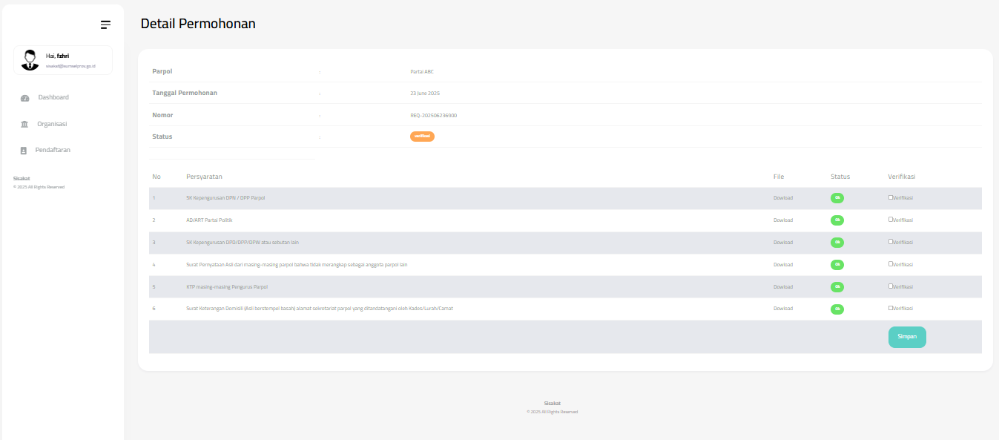 Detail Permohonan
Hai, fzhri
sisakat@sumselprov.go.id
Dashboard
Organisasi
Pendaftaran
Sisakat
© 2025 All Rights Reserved
Parpol : Partai ABC
Tanggal Permohonan : 23 June 2025
Nomor : REQ-202506236900
Status : verifikasi
No Persyaratan File Status Verifikasi
1 SK Kepengurusan DPN / DPP Parpol Dowload Ok Verifikasi
2 AD/ART Partai Politik Dowload Ok Verifikasi
3 SK Kepengurusan DPD/DPP/DPW atau sebutan lain Dowload Ok Verifikasi
4 Surat Pernyataan Asli dari masing-masing parpol bahwa tidak merangkap sebagai anggota parpol lain Dowload Ok Verifikasi
5 KTP masing-masing Pengurus Parpol Dowload Ok Verifikasi
6 Surat Keterangan Domisili (Asli berstempel basah) alamat sekretariat parpol yang ditandatangani oleh Kades/Lurah/Camat Dowload Ok Verifikasi
Simpan
Sisakat
© 2025 All Rights Reserved